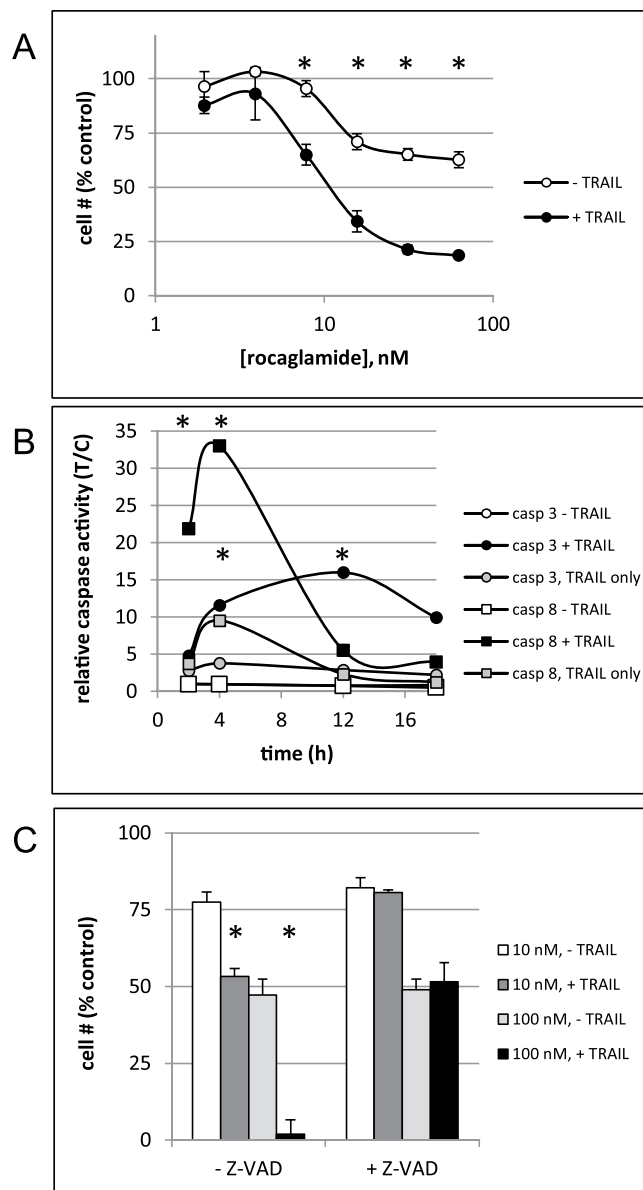 A
* * * *
100
75
50
25
0
cell # (% control)
1 10 100
[rocaglamide], nM
- TRAIL
+ TRAIL
B
* *
* *
35
30
25
20
15
10
5
0
relative caspase activity (T/C)
0 4 8 12 16
time (h)
casp 3 - TRAIL
casp 3 + TRAIL
casp 3, TRAIL only
casp 8 - TRAIL
casp 8 + TRAIL
casp 8, TRAIL only
C
100
75
50
25
0
cell # (% control)
* *
- Z-VAD + Z-VAD
10 nM, - TRAIL
10 nM, + TRAIL
100 nM, - TRAIL
100 nM, + TRAIL